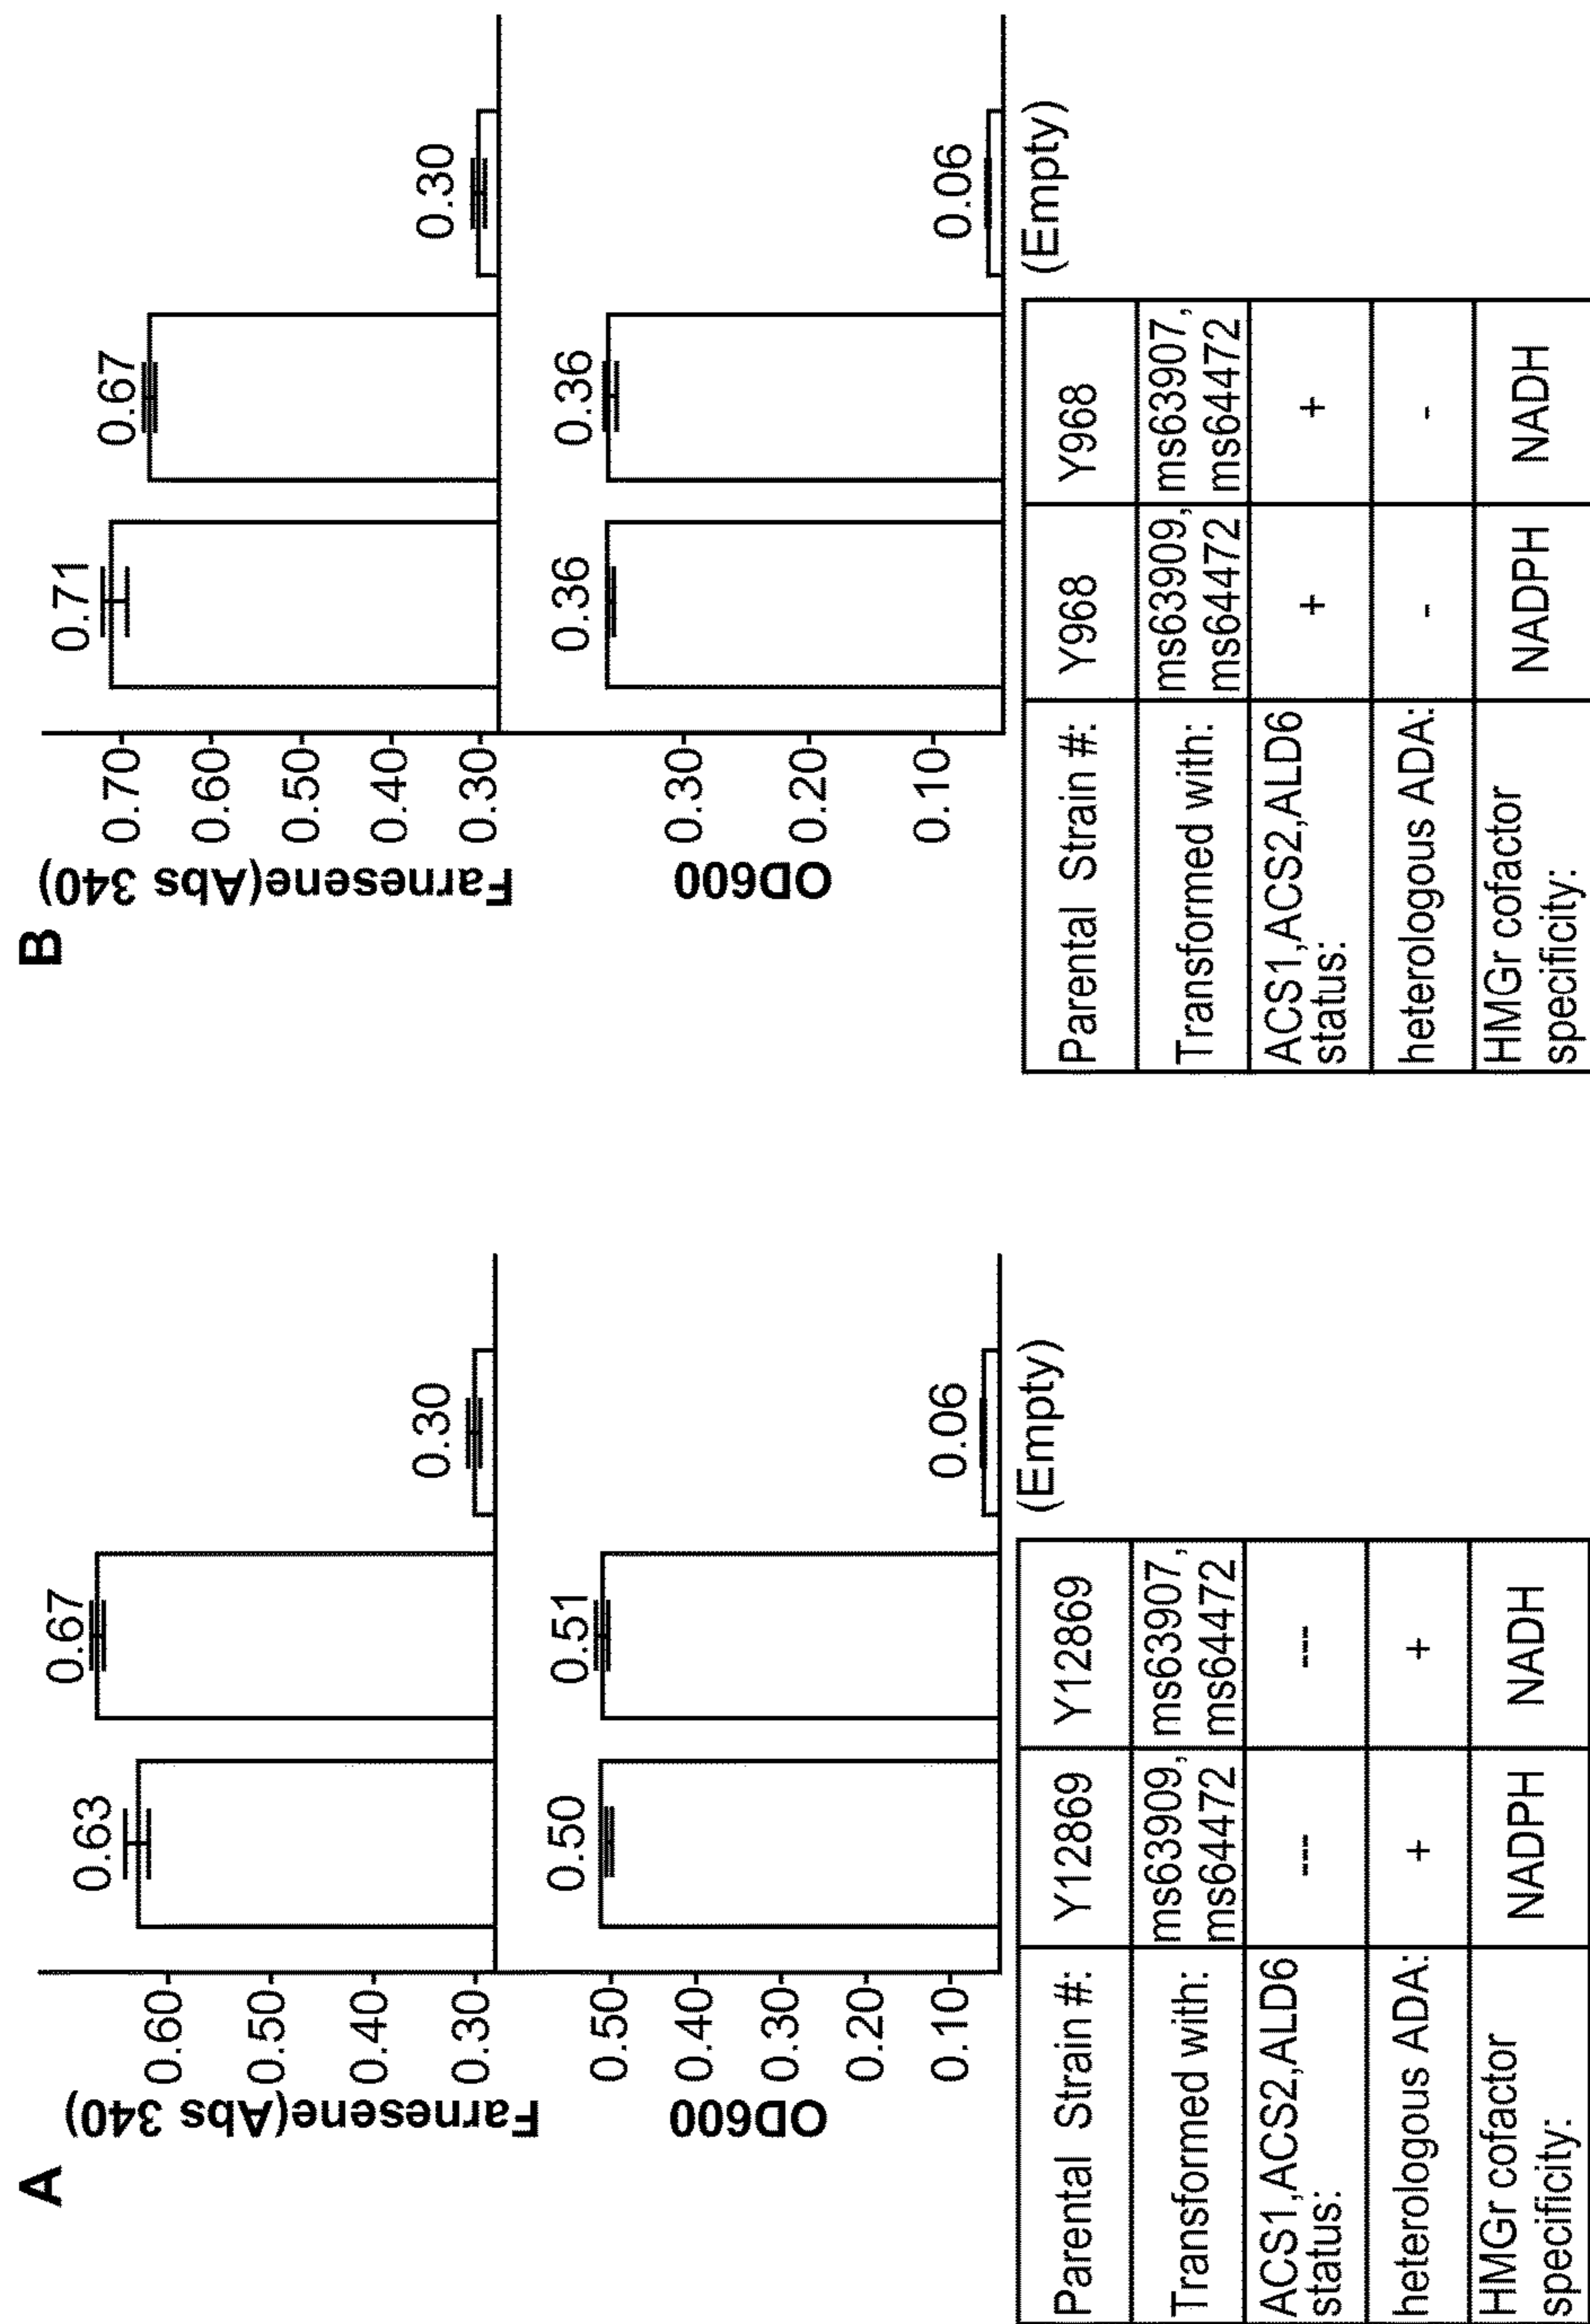 A
Farnesene(Abs 340)
0.60
0.50
0.40
0.30
0.63
0.67
0.30
OD600
0.50
0.40
0.30
0.20
0.10
0.50
0.51
0.06
(Empty)
Parental Strain #: Y12869 Y12869
Transformed with: ms63909, ms63907,
ms64472 ms64472
ACS1,ACS2,ALD6 --- ---
status:
heterologous ADA: + +
HMGr cofactor NADPH NADH
specificity:
B
Farnesene(Abs 340)
0.70
0.60
0.50
0.40
0.30
0.71
0.67
0.30
OD600
0.30
0.20
0.10
0.36
0.36
0.06
(Empty)
Parental Strain #: Y968 Y968
Transformed with: ms63909, ms63907,
ms64472 ms64472
ACS1,ACS2,ALD6 + +
status:
heterologous ADA: - -
HMGr cofactor NADPH NADH
specificity: